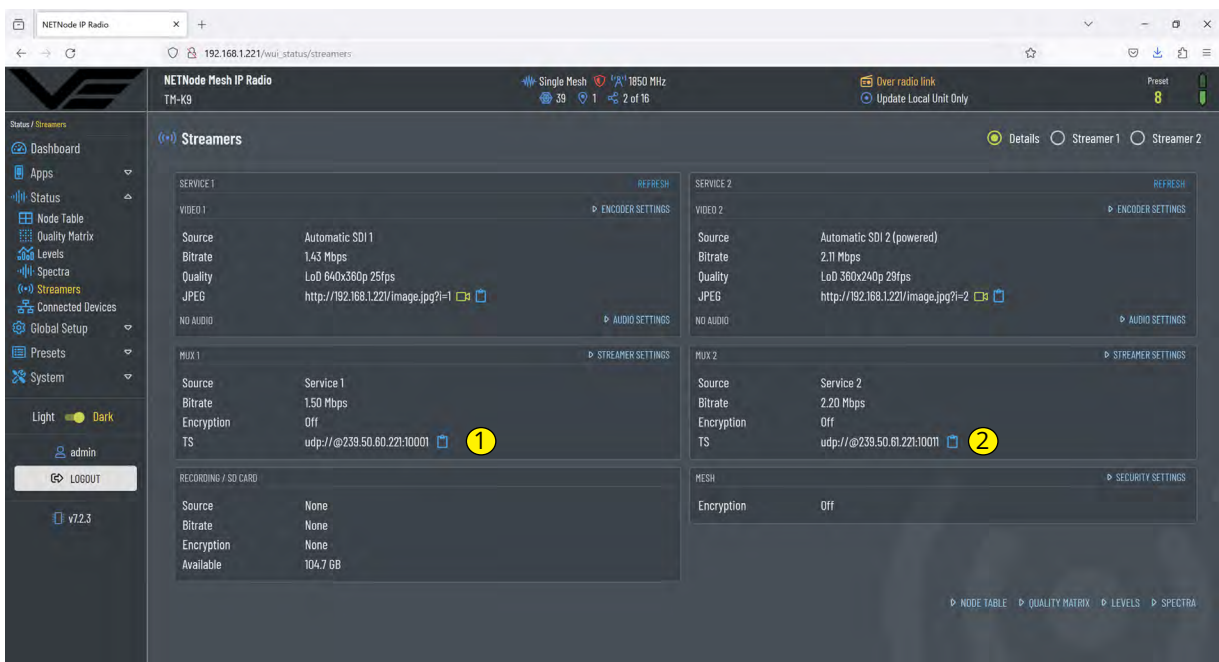 NETNode IP Radio
192.168.1.221/wui_status/streamers
NETNode Mesh IP Radio
TM-K9
Single Mesh 1850 MHz
39 1 2 of 16
Over radio link
Update Local Unit Only
Preset
8
Status / Streamers
Dashboard
Apps
Status
Node Table
Quality Matrix
Levels
Spectra
Streamers
Connected Devices
Global Setup
Presets
System
Light Dark
admin
LOGOUT
v7.2.3
Streamers
Details Streamer 1 Streamer 2
SERVICE 1 REFRESH
VIDEO 1 ENCODER SETTINGS
Source Automatic SDI 1
Bitrate 1.43 Mbps
Quality LoD 640x360p 25fps
JPEG http://192.168.1.221/image.jpg?i=1
NO AUDIO AUDIO SETTINGS
SERVICE 2 REFRESH
VIDEO 2 ENCODER SETTINGS
Source Automatic SDI 2 (powered)
Bitrate 2.11 Mbps
Quality LoD 360x240p 29fps
JPEG http://192.168.1.221/image.jpg?i=2
NO AUDIO AUDIO SETTINGS
MUX 1 STREAMER SETTINGS
Source Service 1
Bitrate 1.50 Mbps
Encryption Off
TS udp://@239.50.60.221:10001 1
MUX 2 STREAMER SETTINGS
Source Service 2
Bitrate 2.20 Mbps
Encryption Off
TS udp://@239.50.61.221:10011 2
RECORDING / SD CARD
Source None
Bitrate None
Encryption None
Available 104.7 GB
MESH SECURITY SETTINGS
Encryption Off
NODE TABLE QUALITY MATRIX LEVELS SPECTRA